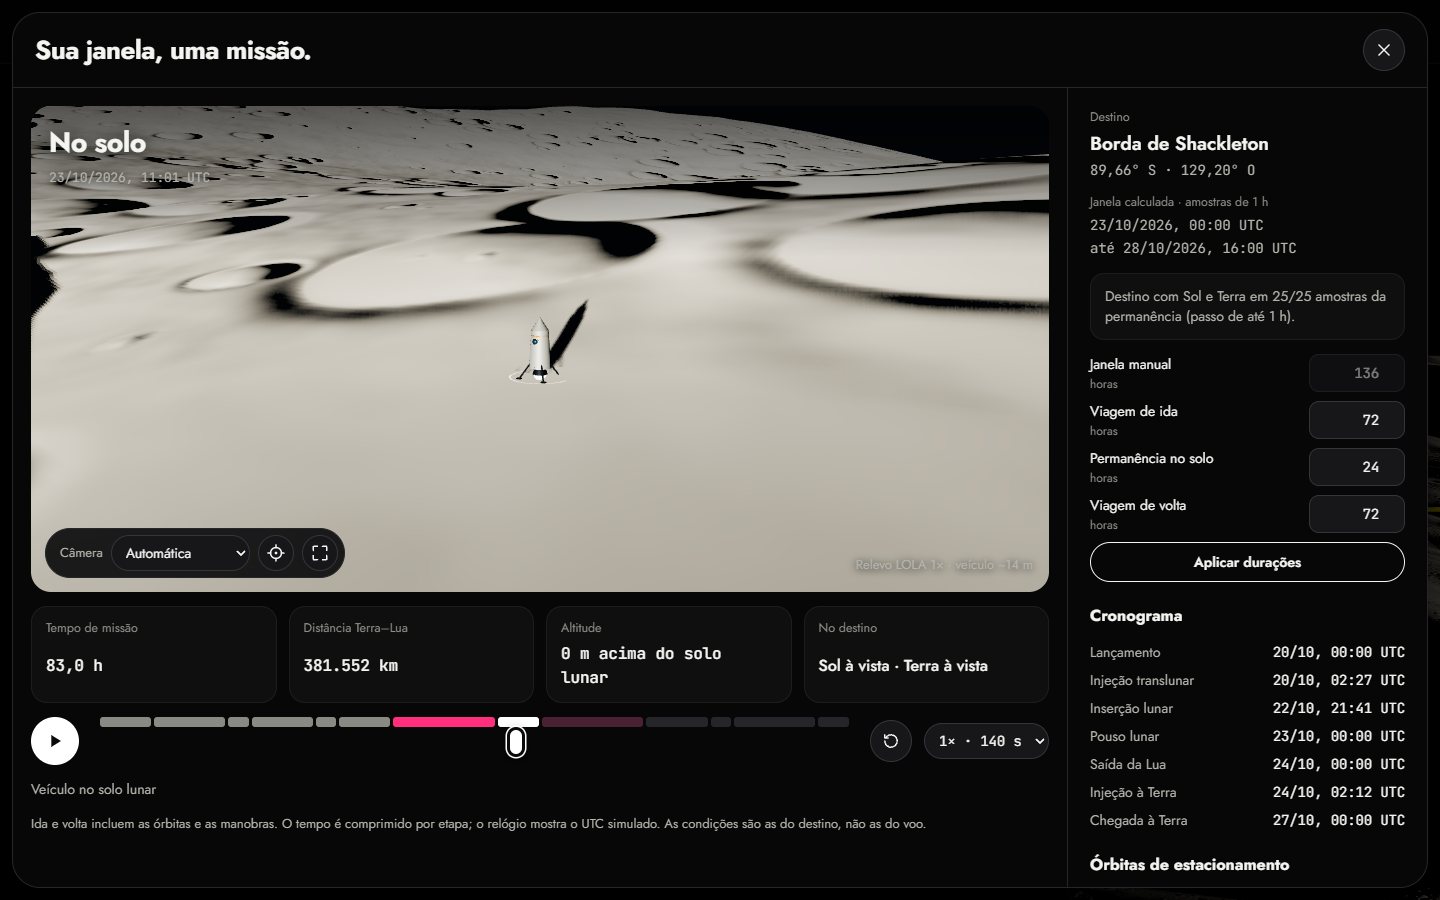 Sua janela, uma missão.
No solo
23/10/2026, 11:01 UTC
Câmera
Automática
Relevo LOLA 1× · veículo ~14 m
Tempo de missão
83,0 h
Distância Terra–Lua
381.552 km
Altitude
0 m acima do solo
lunar
No destino
Sol à vista · Terra à vista
1× · 140 s
Veículo no solo lunar
Ida e volta incluem as órbitas e as manobras. O tempo é comprimido por etapa; o relógio mostra o UTC simulado. As condições são as do destino, não as do voo.
Destino
Borda de Shackleton
89,66° S · 129,20° O
Janela calculada · amostras de 1 h
23/10/2026, 00:00 UTC
até 28/10/2026, 16:00 UTC
Destino com Sol e Terra em 25/25 amostras da
permanência (passo de até 1 h).
Janela manual
horas
136
Viagem de ida
horas
72
Permanência no solo
horas
24
Viagem de volta
horas
72
Aplicar durações
Cronograma
Lançamento 20/10, 00:00 UTC
Injeção translunar 20/10, 02:27 UTC
Inserção lunar 22/10, 21:41 UTC
Pouso lunar 23/10, 00:00 UTC
Saída da Lua 24/10, 00:00 UTC
Injeção à Terra 24/10, 02:12 UTC
Chegada à Terra 27/10, 00:00 UTC
Órbitas de estacionamento